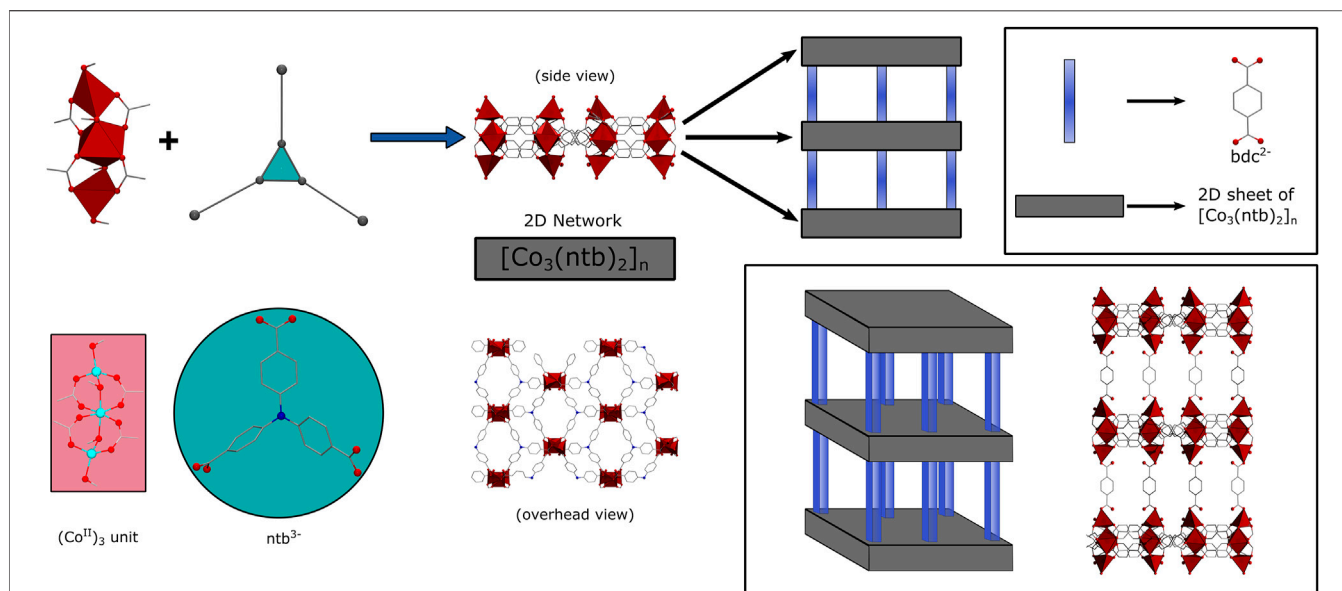 (side view)
+
bdc²⁻
2D Network
2D sheet of
[Co₃(ntb)₂]ₙ
[Co₃(ntb)₂]ₙ
(overhead view)
(Coᴵᴵ)₃ unit
ntb³⁻